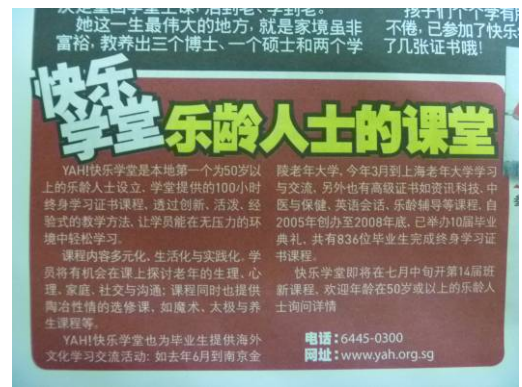 她这一生最伟大的地方，就是家境虽非
富裕，教养出三个博士、一个硕士和两个学
不倦，已参加了快乐
了几张证书哦！
快乐
学堂
乐龄人士的课堂
YAH!快乐学堂是本地第一个为50岁以
上的乐龄人士设立．学堂提供的100小时
终身学习证书课程，透过创新、活泼、经
验式的教学方法，让学员能在无压力的环
境中轻松学习。
课程内容多元化、生活化与实践化。学
员将有机会在课上探讨老年的生理、心
理、家庭、社交与沟通；课程同时也提供
陶冶性情的选修课，如魔术、太极与养
生课程等。
YAH!快乐学堂也为毕业生提供海外
文化学习交流活动：如去年6月到南京金
陵老年大学，今年3月到上海老年大学学习
与交流，另外也有高级证书如资讯科技、中
医与保健、英语会话、乐龄辅导等课程，自
2005年创办至2008年底，已举办10届毕业
典礼，共有836位毕业生完成终身学习证
书课程。
快乐学堂即将在七月中旬开第14届班
新课程，欢迎年龄在50岁或以上的乐龄人
士询问详情
电话：6445-0300
网址：www.yah.org.sg